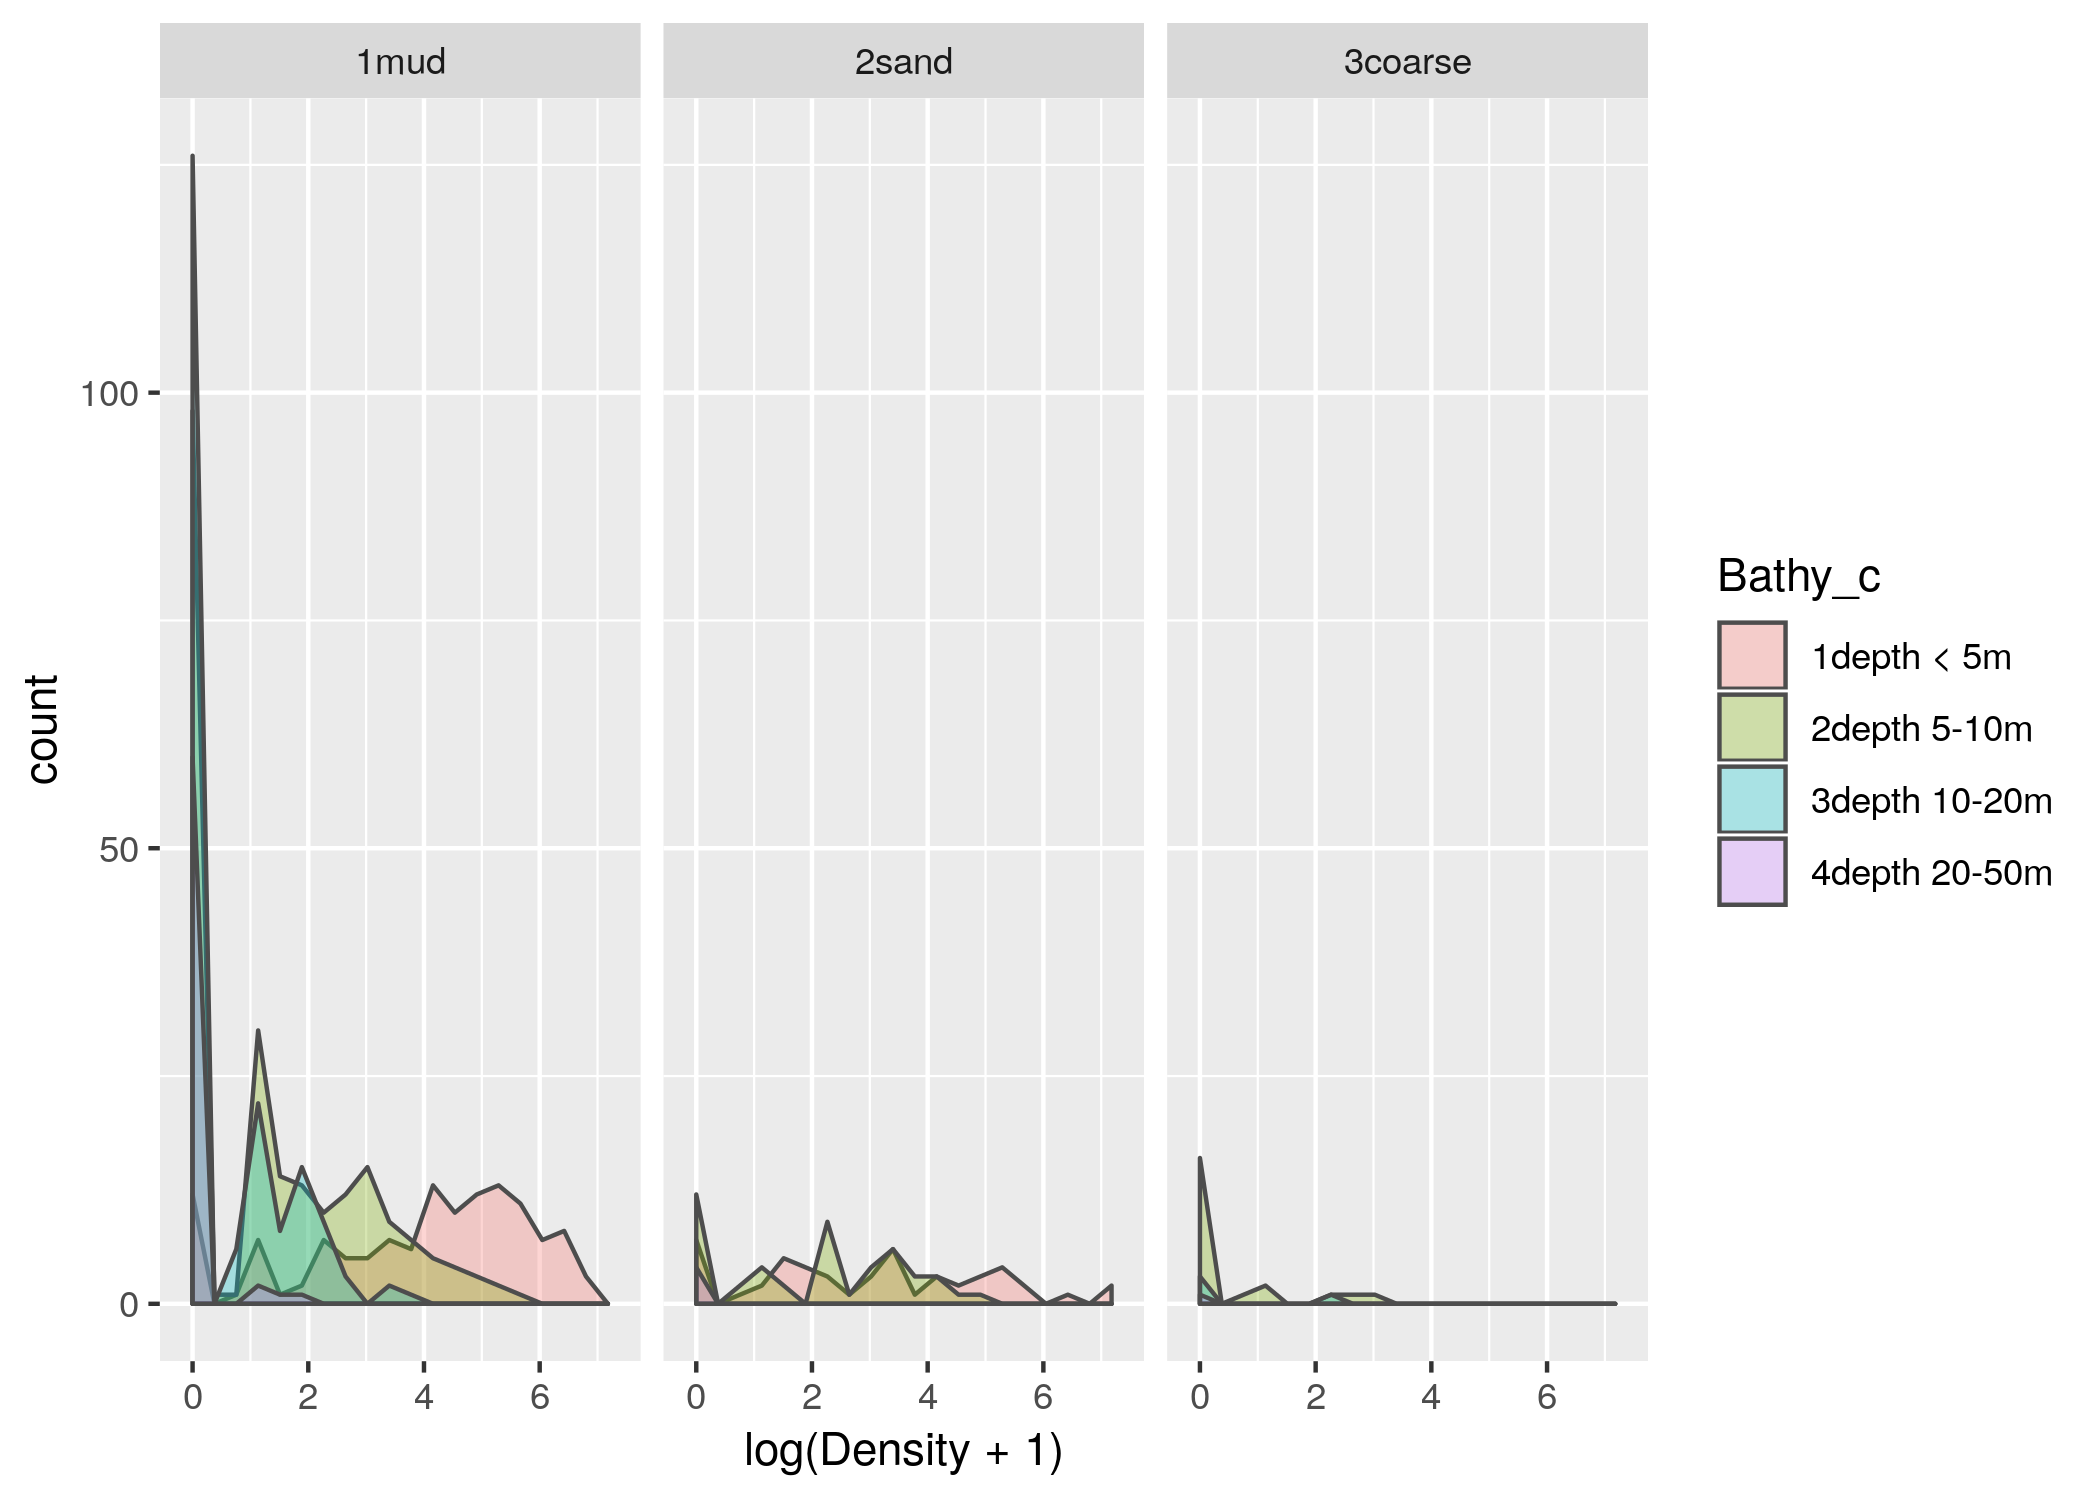 1mud 2sand 3coarse
100
50
0
count
0 2 4 6 0 2 4 6 0 2 4 6
log(Density + 1)
Bathy_c
1depth < 5m
2depth 5-10m
3depth 10-20m
4depth 20-50m